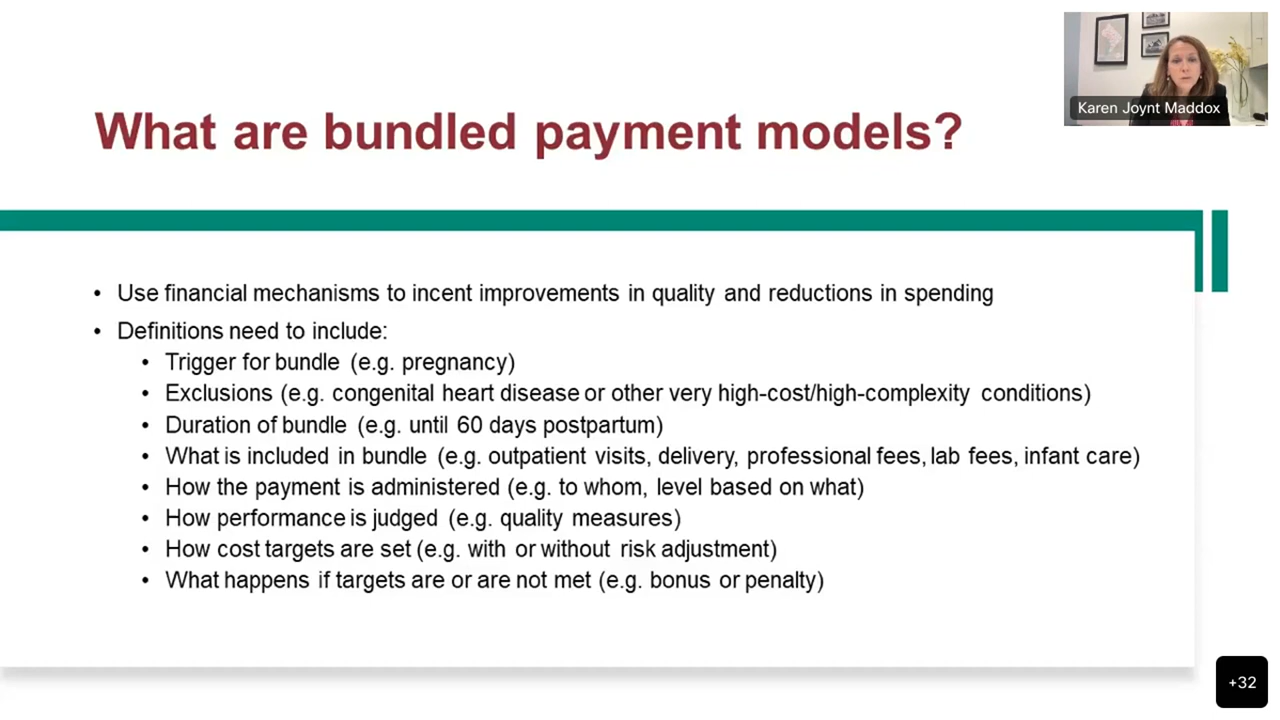 Karen Joynt Maddox
What are bundled payment models?
• Use financial mechanisms to incent improvements in quality and reductions in spending
• Definitions need to include:
• Trigger for bundle (e.g. pregnancy)
• Exclusions (e.g. congenital heart disease or other very high-cost/high-complexity conditions)
• Duration of bundle (e.g. until 60 days postpartum)
• What is included in bundle (e.g. outpatient visits, delivery, professional fees, lab fees, infant care)
• How the payment is administered (e.g. to whom, level based on what)
• How performance is judged (e.g. quality measures)
• How cost targets are set (e.g. with or without risk adjustment)
• What happens if targets are or are not met (e.g. bonus or penalty)
+32